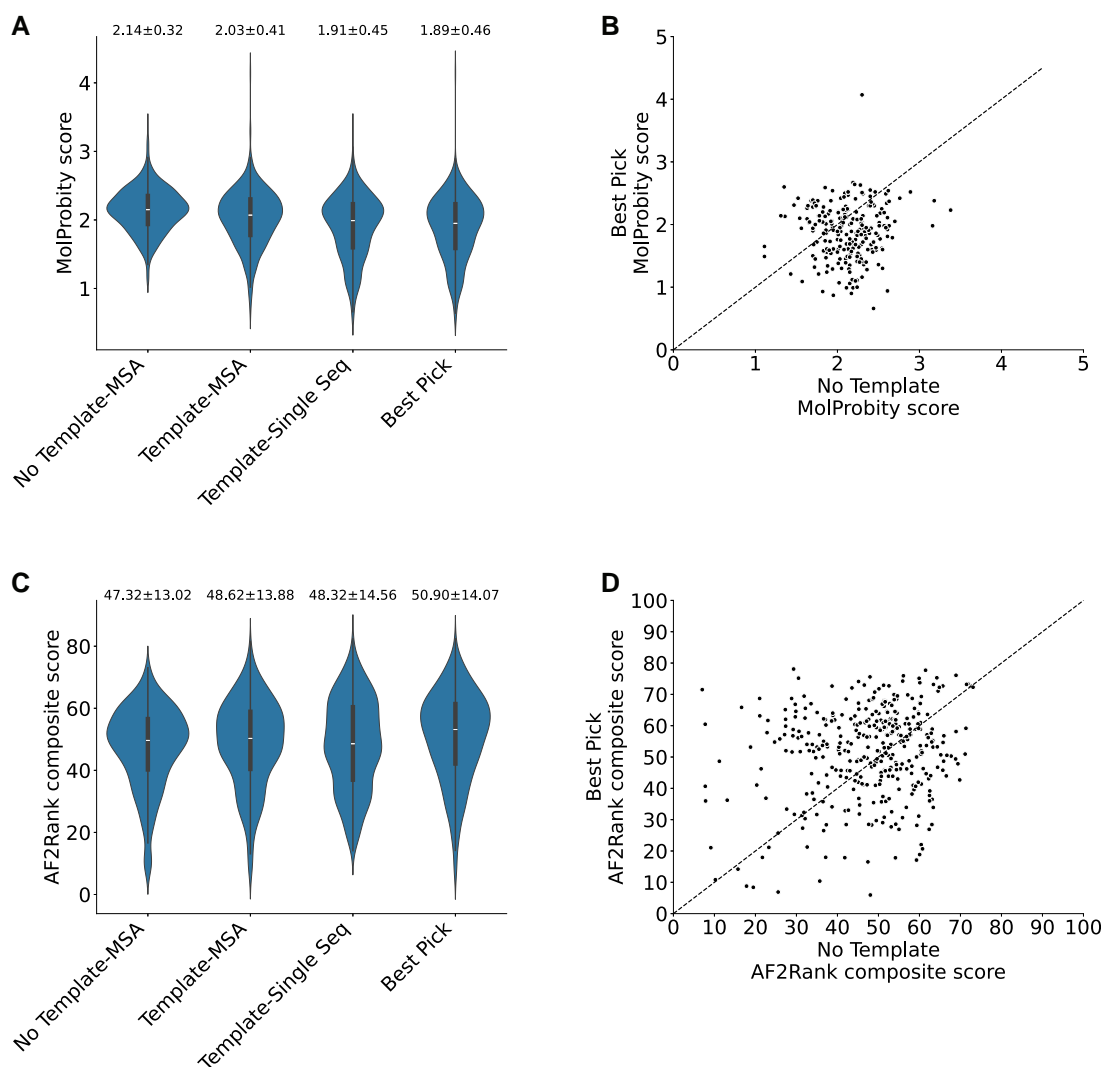 A
2.14±0.32
2.03±0.41
1.91±0.45
1.89±0.46
MolProbity score
4
3
2
1
No Template-MSA
Template-MSA
Template-Single Seq
Best Pick
B
Best Pick
MolProbity score
5
4
3
2
1
0
0
1
2
3
4
5
No Template
MolProbity score
C
47.32±13.02
48.62±13.88
48.32±14.56
50.90±14.07
AF2Rank composite score
80
60
40
20
0
No Template-MSA
Template-MSA
Template-Single Seq
Best Pick
D
Best Pick
AF2Rank composite score
100
90
80
70
60
50
40
30
20
10
0
0
10
20
30
40
50
60
70
80
90
100
No Template
AF2Rank composite score